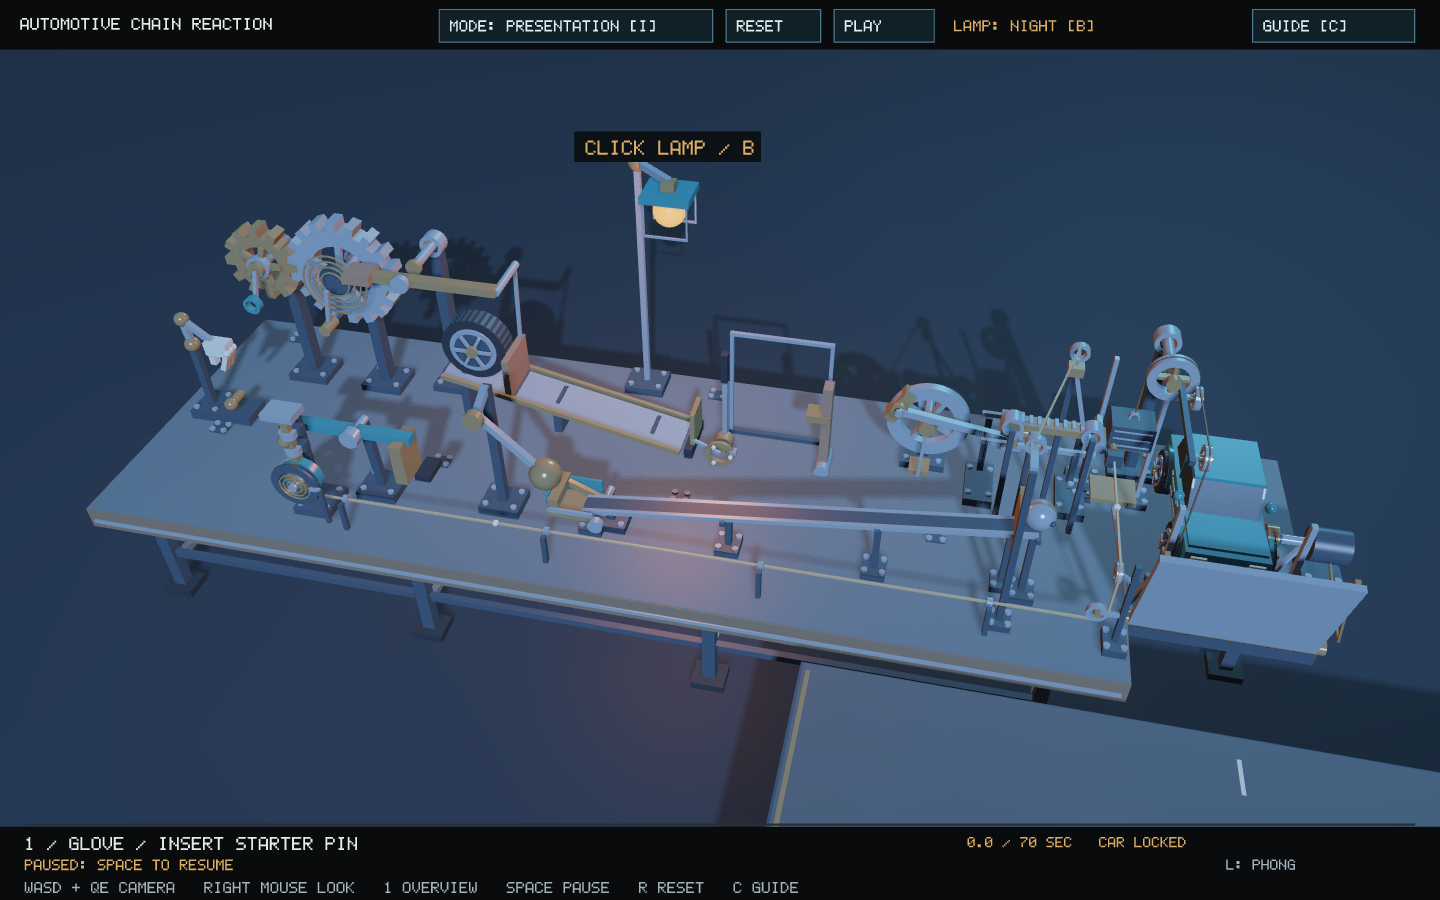 AUTOMOTIVE CHAIN REACTION
MODE: PRESENTATION [I]
RESET
PLAY
LAMP: NIGHT [B]
GUIDE [C]
CLICK LAMP / B
1 / GLOVE / INSERT STARTER PIN
0.0 / 70 SEC
CAR LOCKED
PAUSED: SPACE TO RESUME
L: PHONG
WASD + QE CAMERA
RIGHT MOUSE LOOK
1 OVERVIEW
SPACE PAUSE
R RESET
C GUIDE